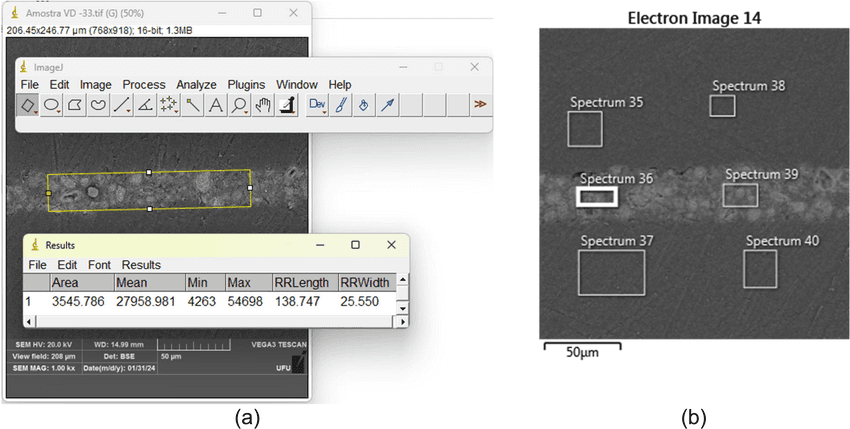 Amostra VD -33.tif (G) (50%)
206.45x246.77 µm (768x918); 16-bit; 1.3MB
ImageJ
File Edit Image Process Analyze Plugins Window Help
Dev
Results
File Edit Font Results
Area Mean Min Max RRLength RRWidth
1 3545.786 27958.981 4263 54698 138.747 25.550
SEM HV: 20.0 kV WD: 14.99 mm VEGA3 TESCAN
View field: 208 µm Det: BSE 50 µm
SEM MAG: 1.00 kx Date(m/d/y): 01/31/24 UFU
(a)
Electron Image 14
Spectrum 35
Spectrum 38
Spectrum 36
Spectrum 39
Spectrum 37
Spectrum 40
50µm
(b)